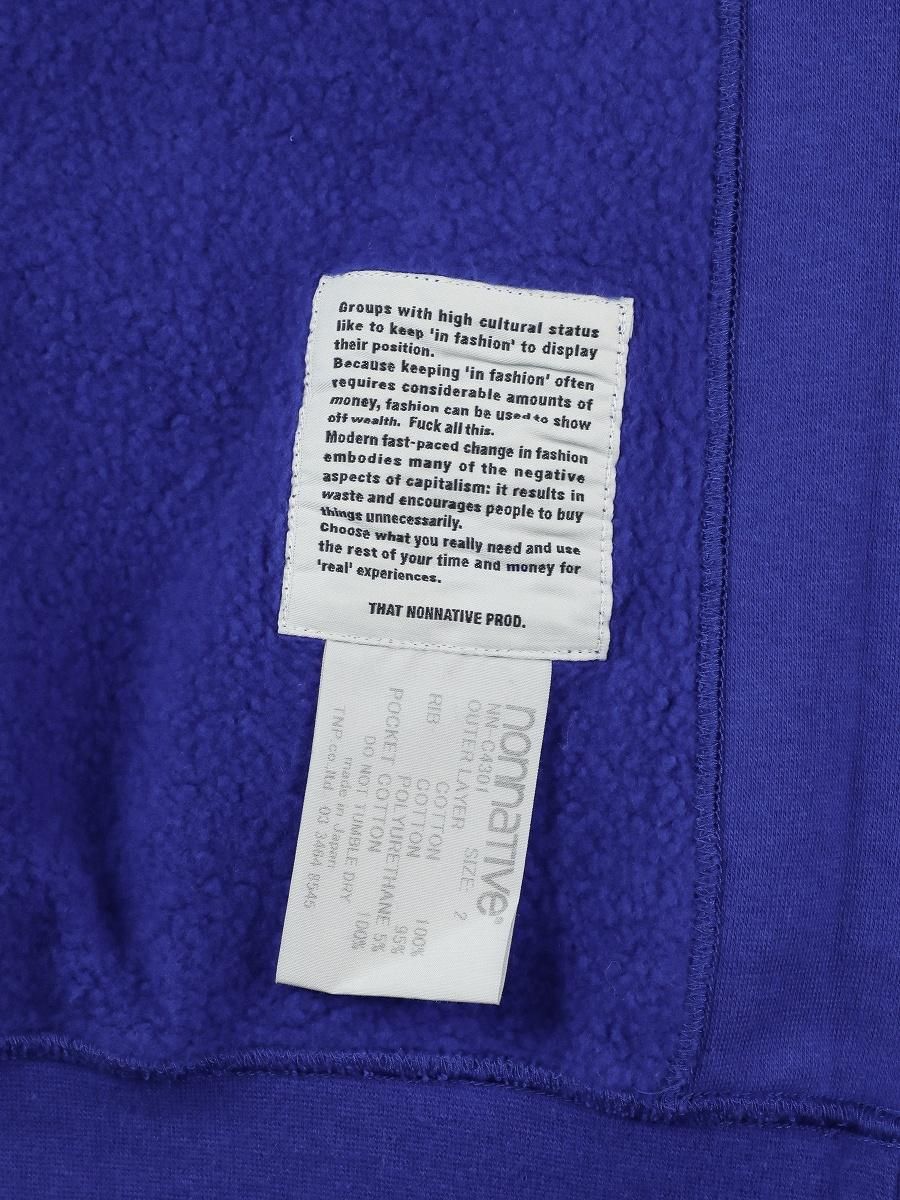 Groups with high cultural status
like to keep 'in fashion' to display
their position.
Because keeping 'in fashion' often
requires considerable amounts of
money, fashion can be used to show
off wealth. Fuck all this.
Modern fast-paced change in fashion
embodies many of the negative
aspects of capitalism: it results in
waste and encourages people to buy
things unnecessarily.
Choose what you really need and use
the rest of your time and money for
'real' experiences.
THAT NONNATIVE PROD.
nonnative®
NN-C4301 SIZE: 2
OUTER LAYER
COTTON 100%
RIB COTTON 95%
POLYURETHANE 5%
POCKET COTTON 100%
DO NOT TUMBLE DRY
made in Japan
TNP.co.,ltd 03 3464 8545